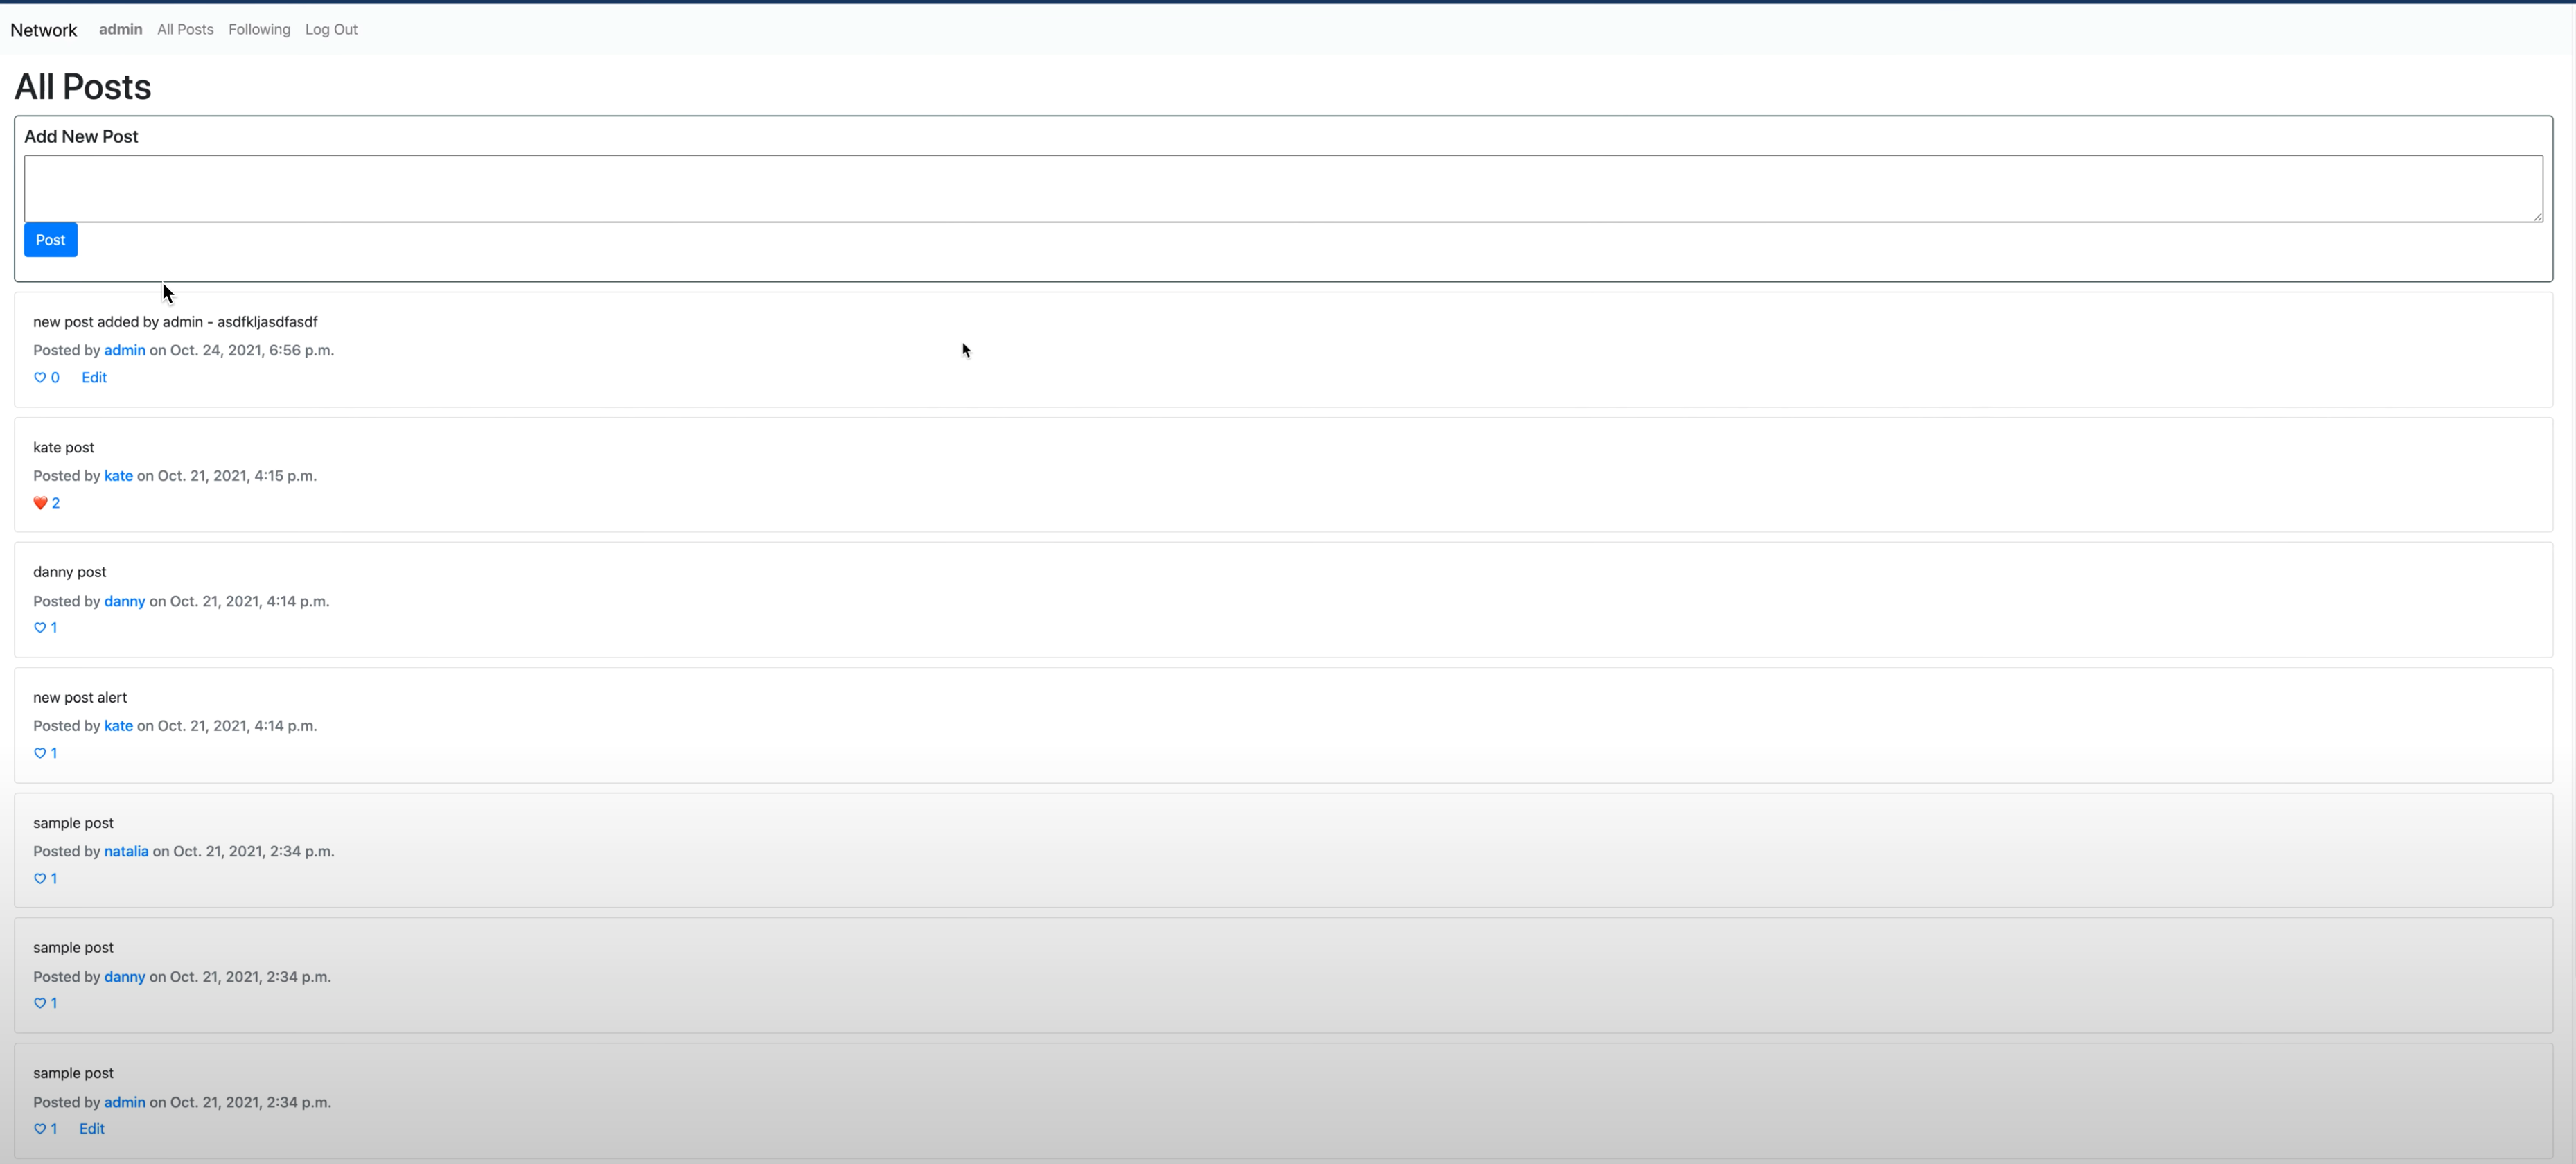 Network admin All Posts Following Log Out
All Posts
Add New Post
Post
new post added by admin - asdfkljasdfasdf
Posted by admin on Oct. 24, 2021, 6:56 p.m.
♡ 0 Edit
kate post
Posted by kate on Oct. 21, 2021, 4:15 p.m.
❤️ 2
danny post
Posted by danny on Oct. 21, 2021, 4:14 p.m.
♡ 1
new post alert
Posted by kate on Oct. 21, 2021, 4:14 p.m.
♡ 1
sample post
Posted by natalia on Oct. 21, 2021, 2:34 p.m.
♡ 1
sample post
Posted by danny on Oct. 21, 2021, 2:34 p.m.
♡ 1
sample post
Posted by admin on Oct. 21, 2021, 2:34 p.m.
♡ 1 Edit